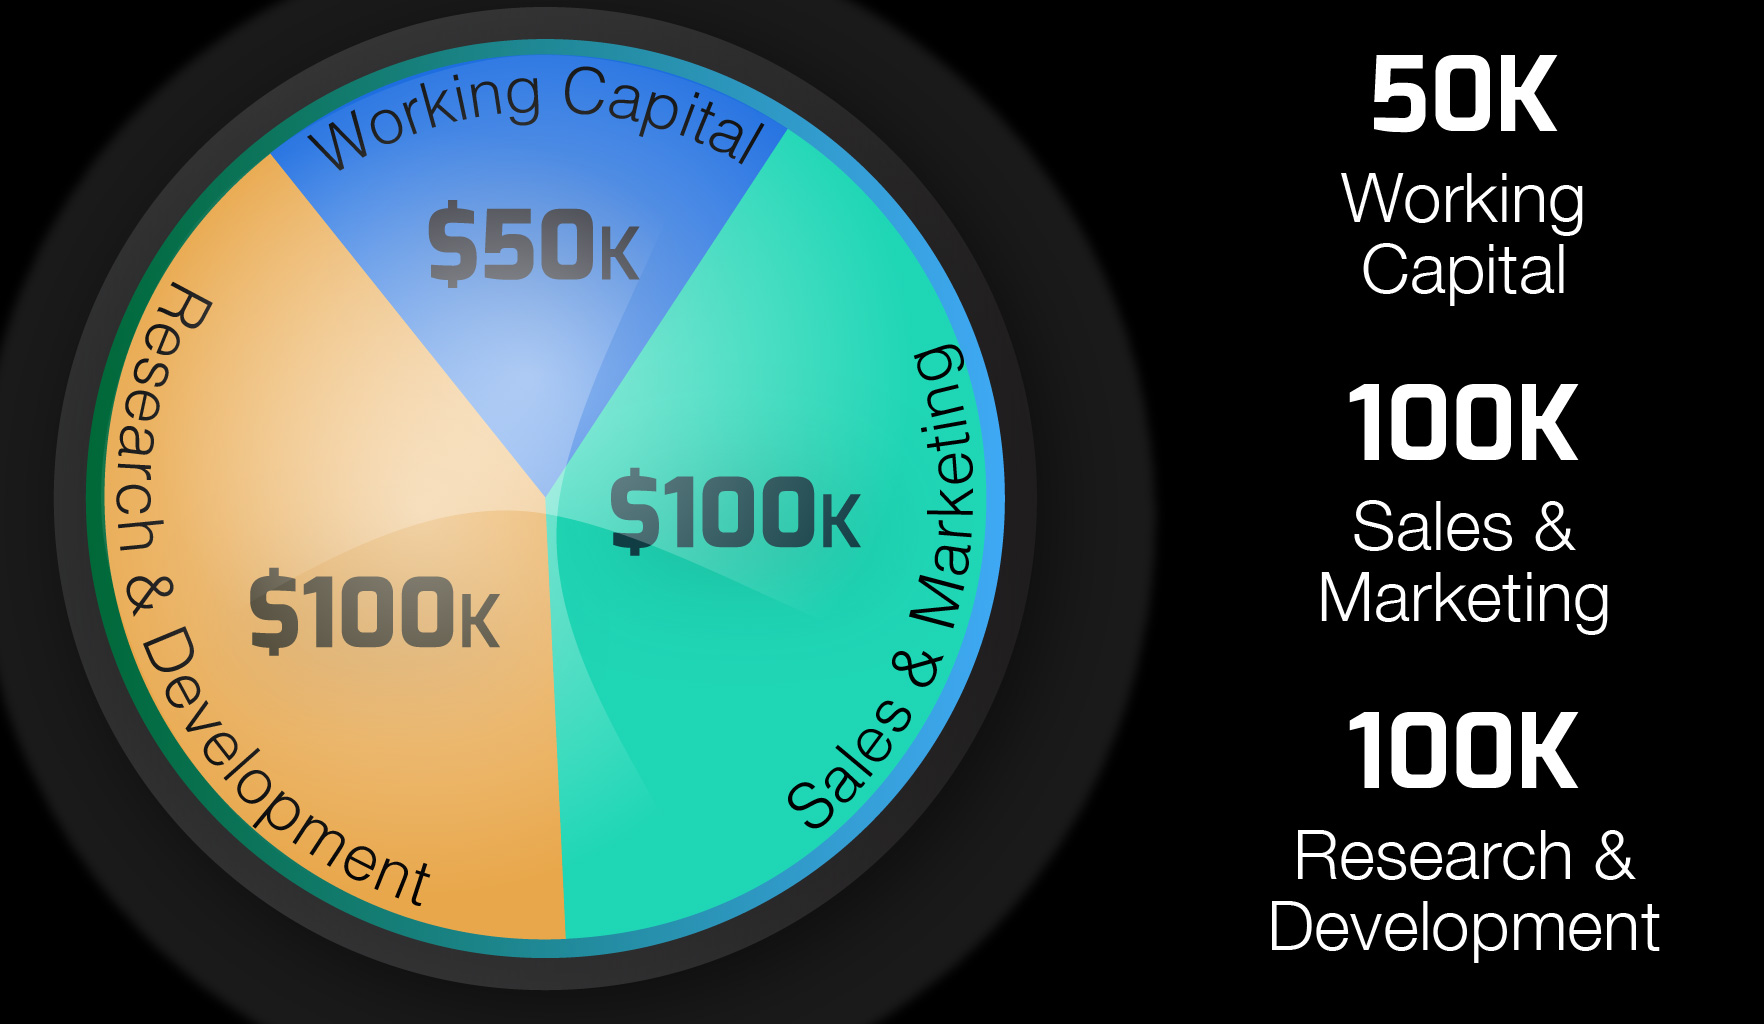 Working Capital
$50K
Research & Development
$100K
$100K
Sales & Marketing
50K
Working
Capital
100K
Sales &
Marketing
100K
Research &
Development